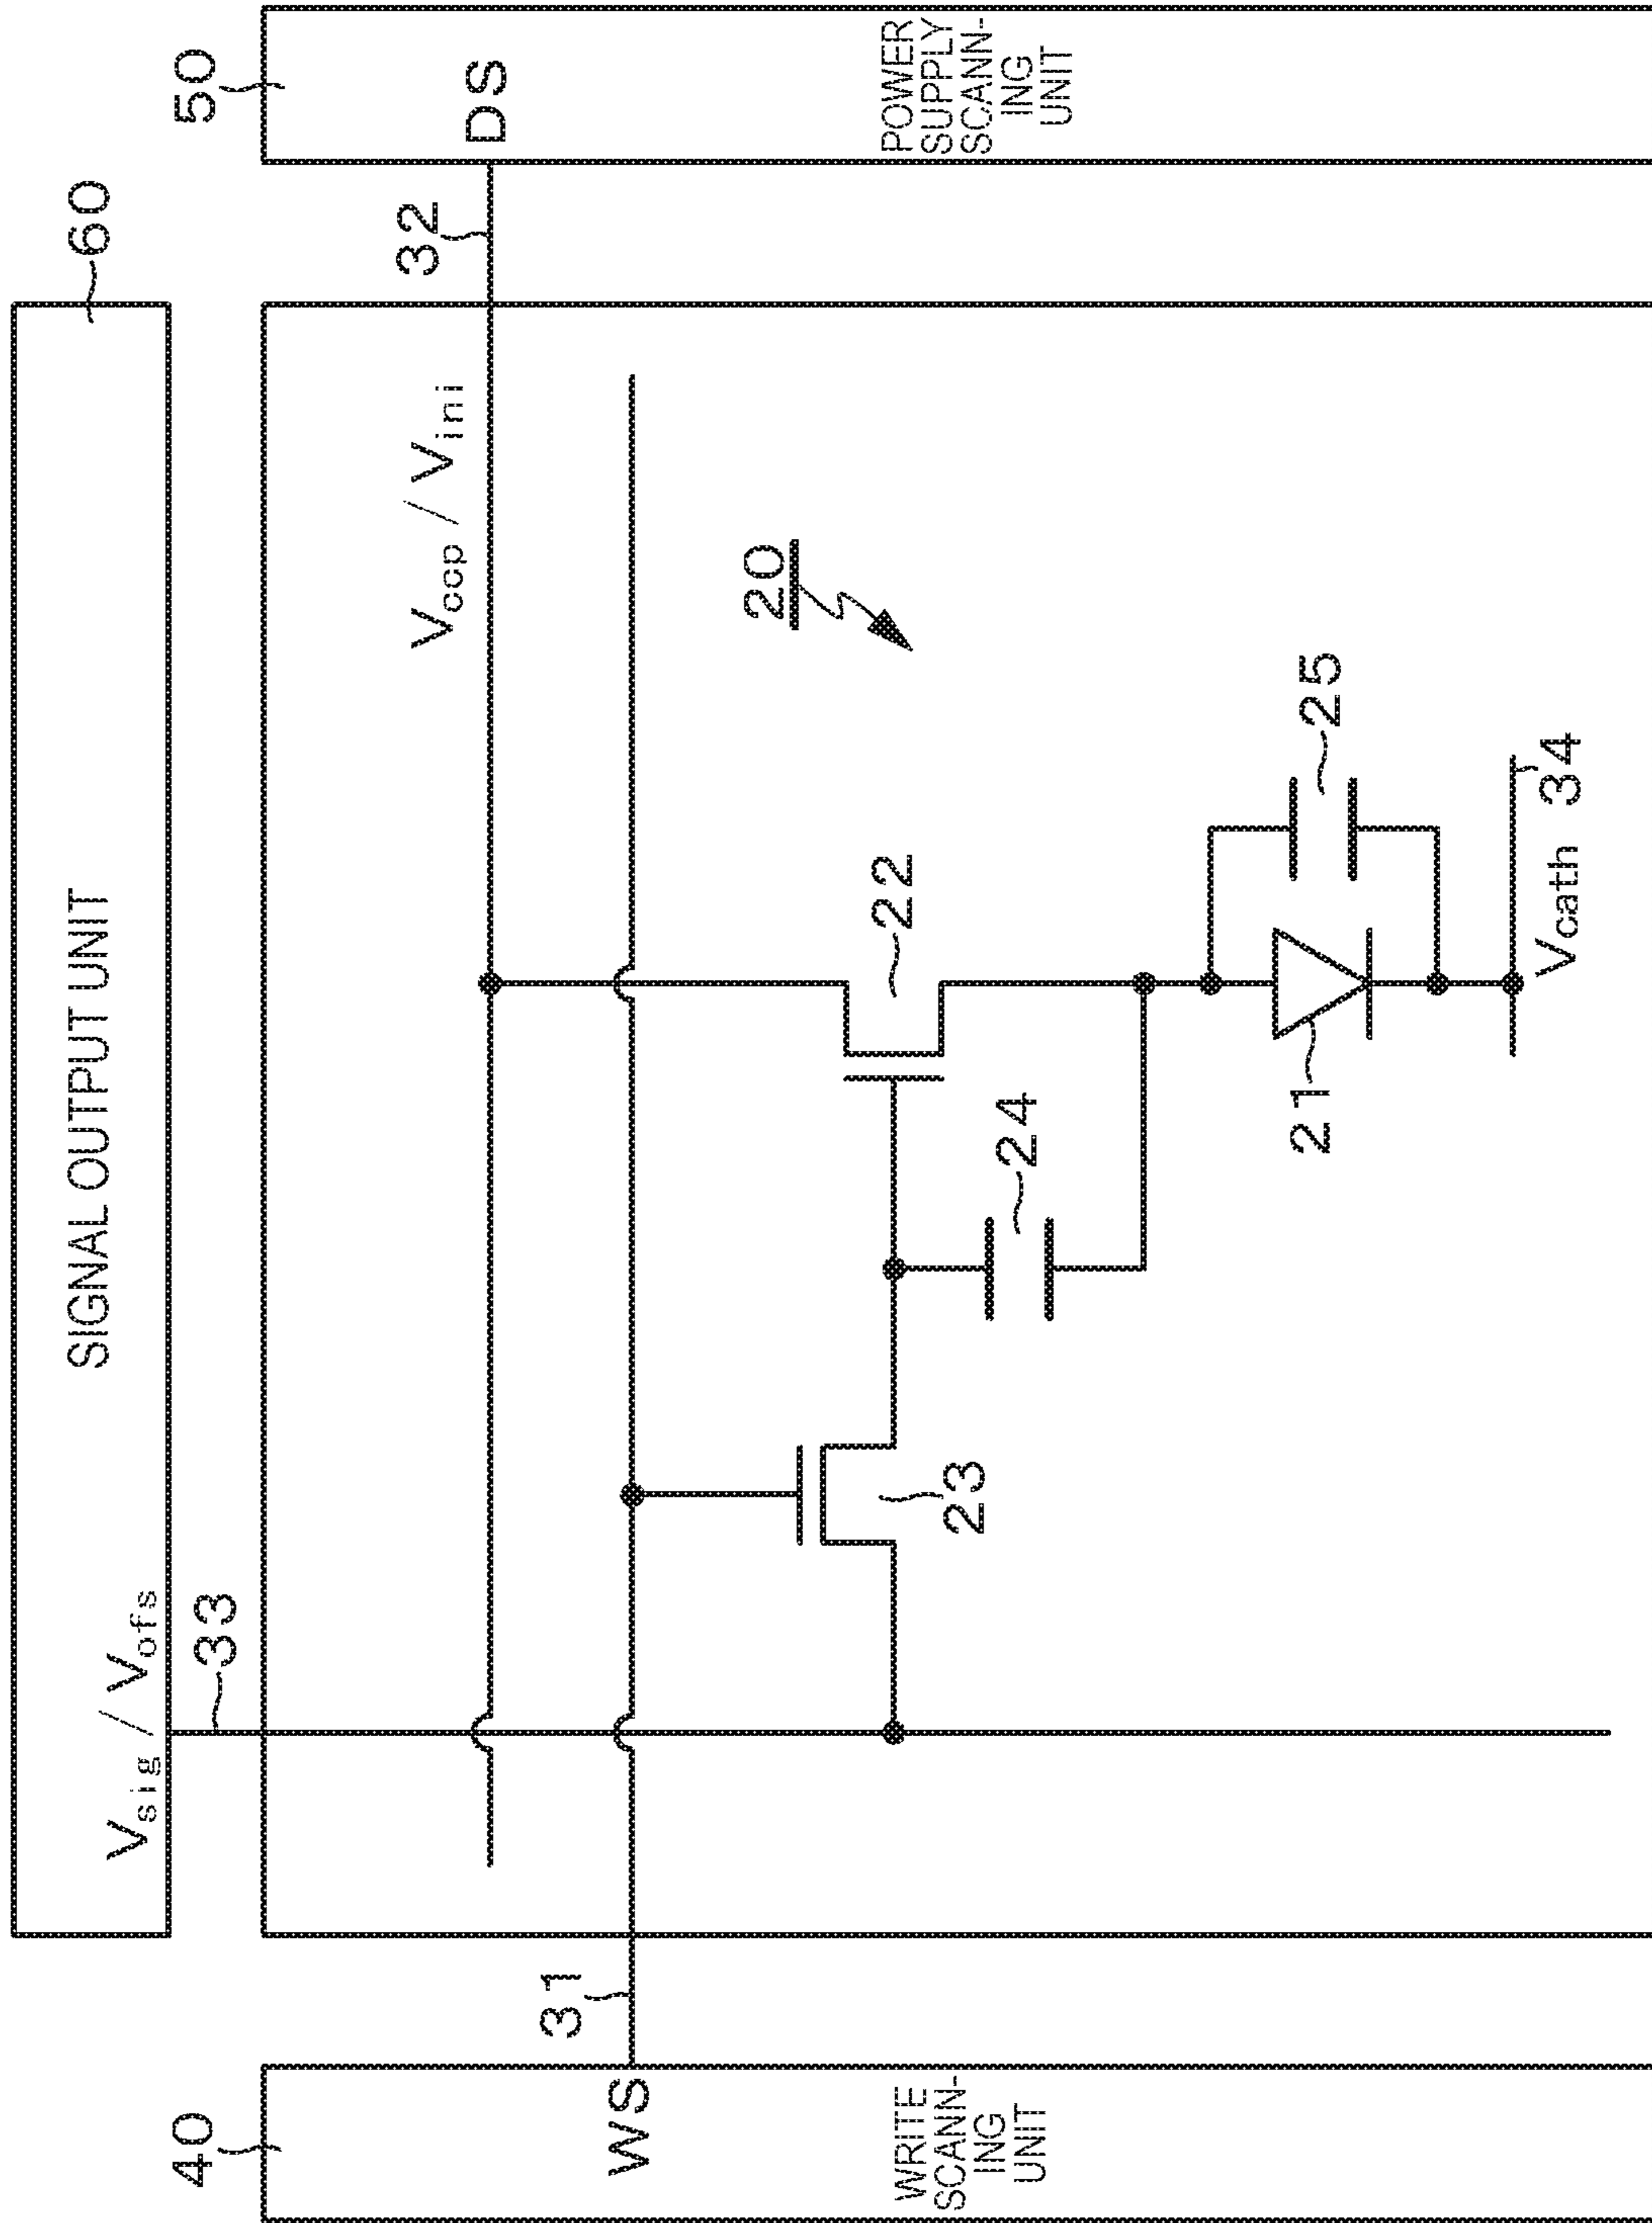 60
SIGNAL OUTPUT UNIT
Vsig / Vofs
33
50
DS
POWER
SUPPLY
SCANN-
ING
UNIT
32
Vccp / Vini
40
WS
WRITE
SCANN-
ING
UNIT
31
20
22
23
24
25
21
Vcath 34